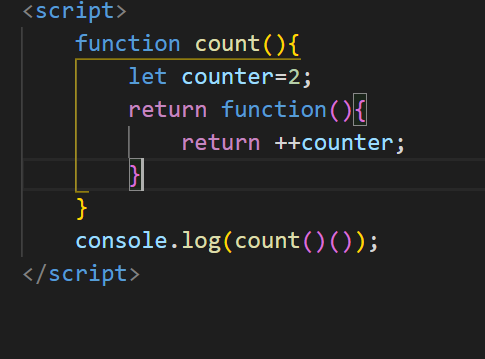 <script>
function count(){
let counter=2;
return function(){
return ++counter;
}
}
console.log(count()());
</script>